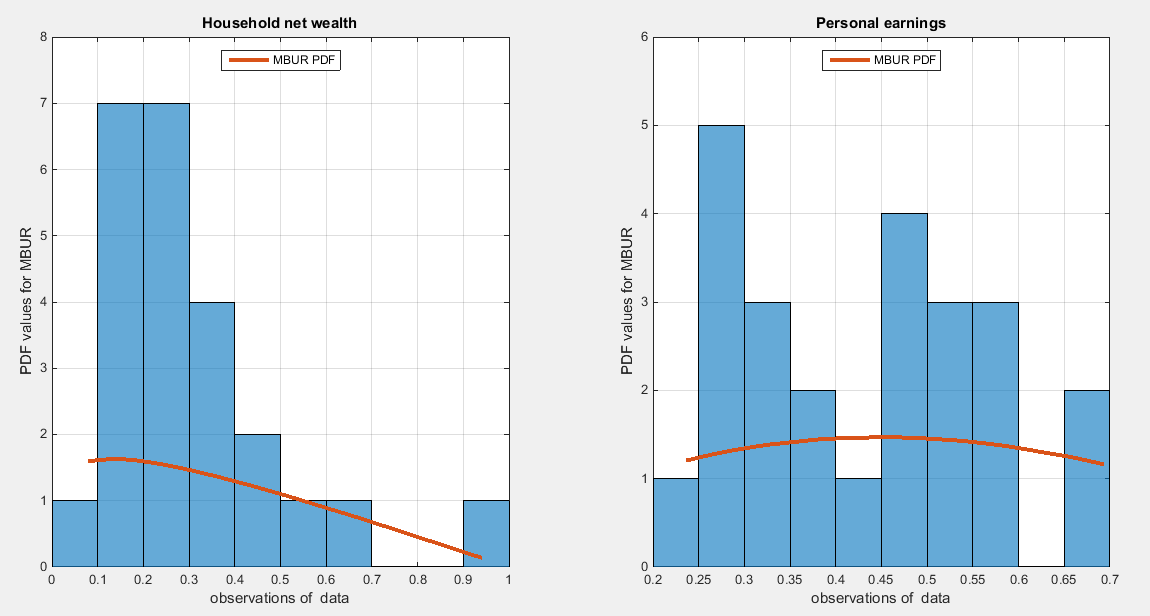 Household net wealth
MBUR PDF
PDF values for MBUR
8
7
6
5
4
3
2
1
0
0 0.1 0.2 0.3 0.4 0.5 0.6 0.7 0.8 0.9 1
observations of data
Personal earnings
MBUR PDF
PDF values for MBUR
6
5
4
3
2
1
0
0.2 0.25 0.3 0.35 0.4 0.45 0.5 0.55 0.6 0.65 0.7
observations of data